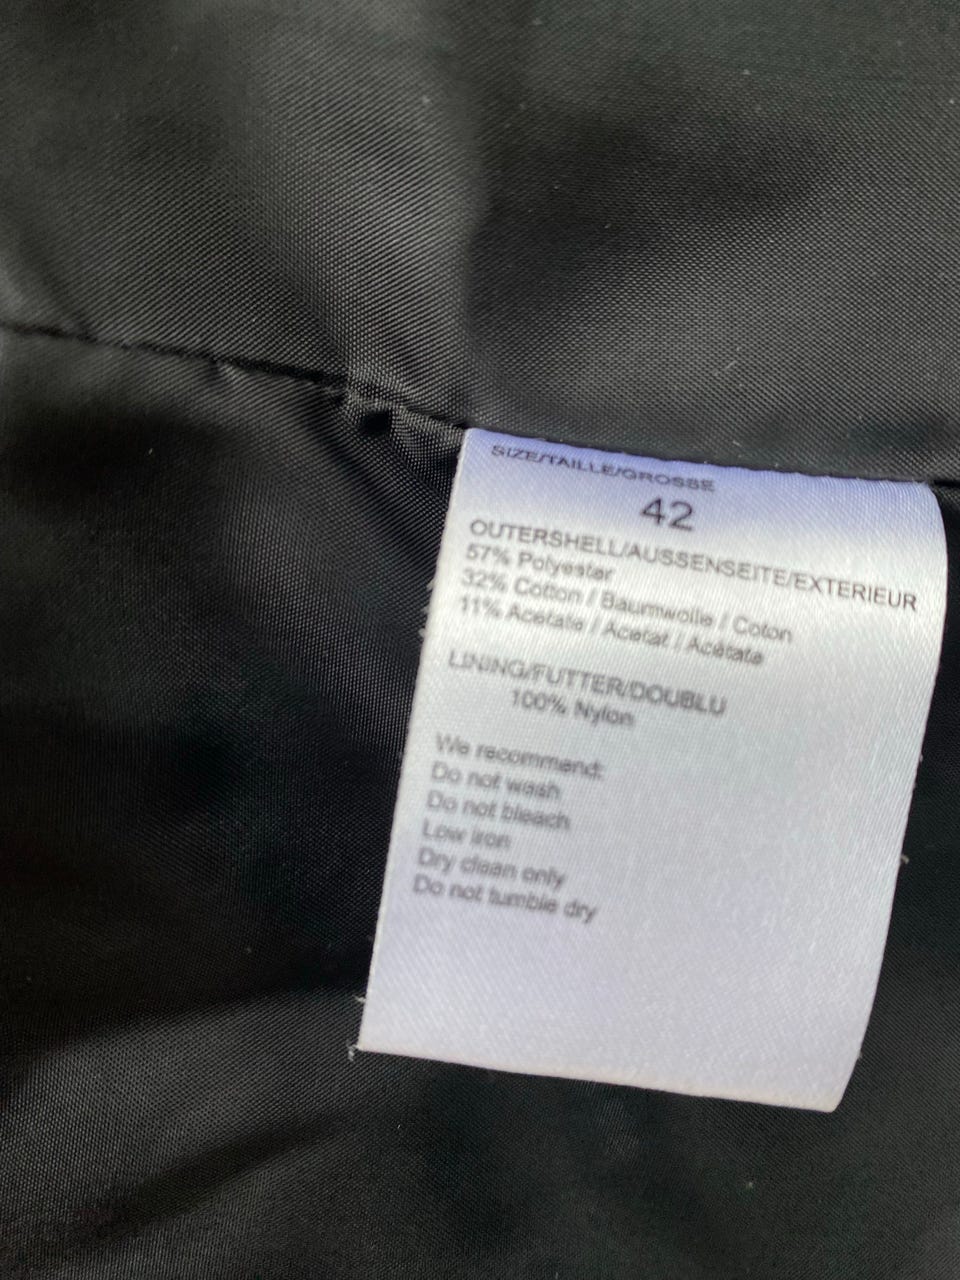 SIZE/TAILLE/GROSSE
42
OUTERSHELL/AUSSENSEITE/EXTERIEUR
57% Polyester
32% Cotton / Baumwolle / Coton
11% Acetate / Acetat / Acétate
LINING/FUTTER/DOUBLU
100% Nylon
We recommend:
Do not wash
Do not bleach
Low iron
Dry clean only
Do not tumble dry